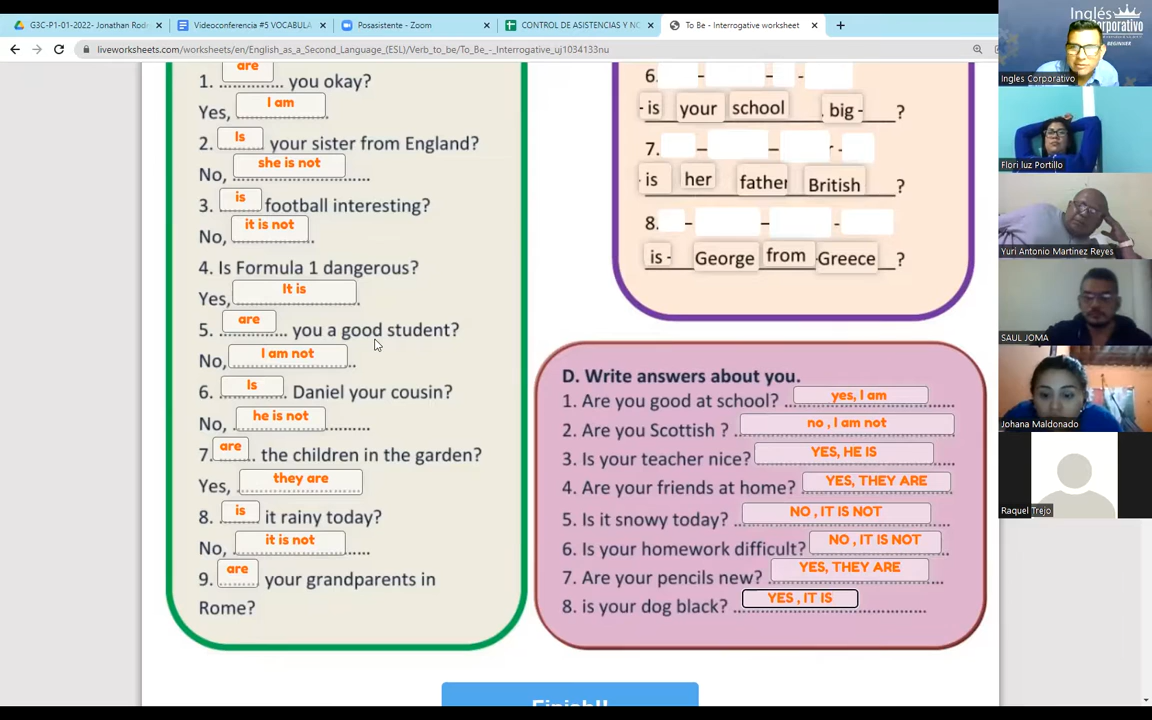 G3C-P1-01-2022- Jonathan Rod
Videoconferencia #5 VOCABULA
Posasistente - Zoom
CONTROL DE ASISTENCIAS Y NO
To Be - Interrogative worksheet
liveworksheets.com/worksheets/en/English_as_a_Second_Language_(ESL)/Verb_to_be/To_Be_-_Interrogative_uj1034133nu
1. are you okay?
Yes, I am.
2. Is your sister from England?
No, she is not
3. is football interesting?
No, it is not.
4. Is Formula 1 dangerous?
Yes, It is.
5. are you a good student?
No, I am not
6. Is Daniel your cousin?
No, he is not
7. are the children in the garden?
Yes, they are
8. is it rainy today?
No, it is not
9. are your grandparents in
Rome?
6.
is your school big - ?
7.
is her father British ?
8.
is - George from Greece ?
D. Write answers about you.
1. Are you good at school? yes, I am
2. Are you Scottish ? no , I am not
3. Is your teacher nice? YES, HE IS
4. Are your friends at home? YES, THEY ARE
5. Is it snowy today? NO , IT IS NOT
6. Is your homework difficult? NO , IT IS NOT
7. Are your pencils new? YES, THEY ARE
8. is your dog black? YES , IT IS
Finish!!
Inglés
Corporativo
BEGINNER
Ingles Corporativo
Flori luz Portillo
Yuri Antonio Martinez Reyes
SAUL JOMA
Johana Maldonado
Raquel Trejo